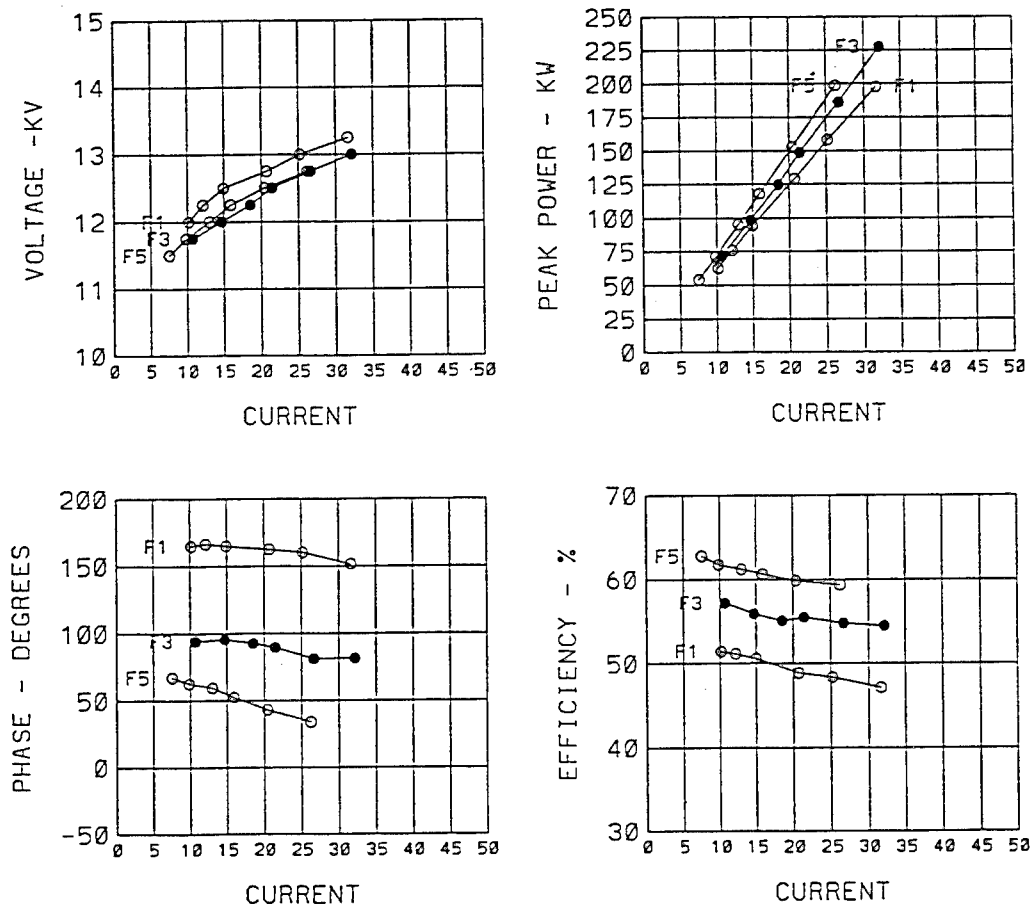 VOLTAGE -KV
15
14
13
12
11
10
F1
F3
F5
0 5 10 15 20 25 30 35 40 45 50
CURRENT
PEAK POWER - KW
250
225
200
175
150
125
100
75
50
25
0
F3
F5
F1
0 5 10 15 20 25 30 35 40 45 50
CURRENT
PHASE - DEGREES
200
150
100
50
0
-50
F1
F3
F5
0 5 10 15 20 25 30 35 40 45 50
CURRENT
EFFICIENCY - %
70
60
50
40
30
F5
F3
F1
0 5 10 15 20 25 30 35 40 45 50
CURRENT